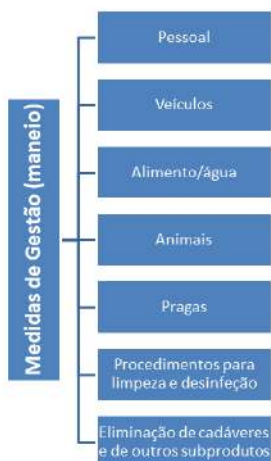 Medidas de Gestão (maneio)
Pessoal
Veículos
Alimento/água
Animais
Pragas
Procedimentos para
limpeza e desinfeção
Eliminação de cadáveres
e de outros subprodutos